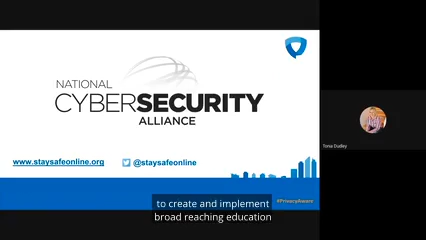 NATIONAL
CYBERSECURITY
ALLIANCE
www.staysafeonline.org
@staysafeonline
Tonia Dudley
to create and implement
broad reaching education
#PrivacyAware